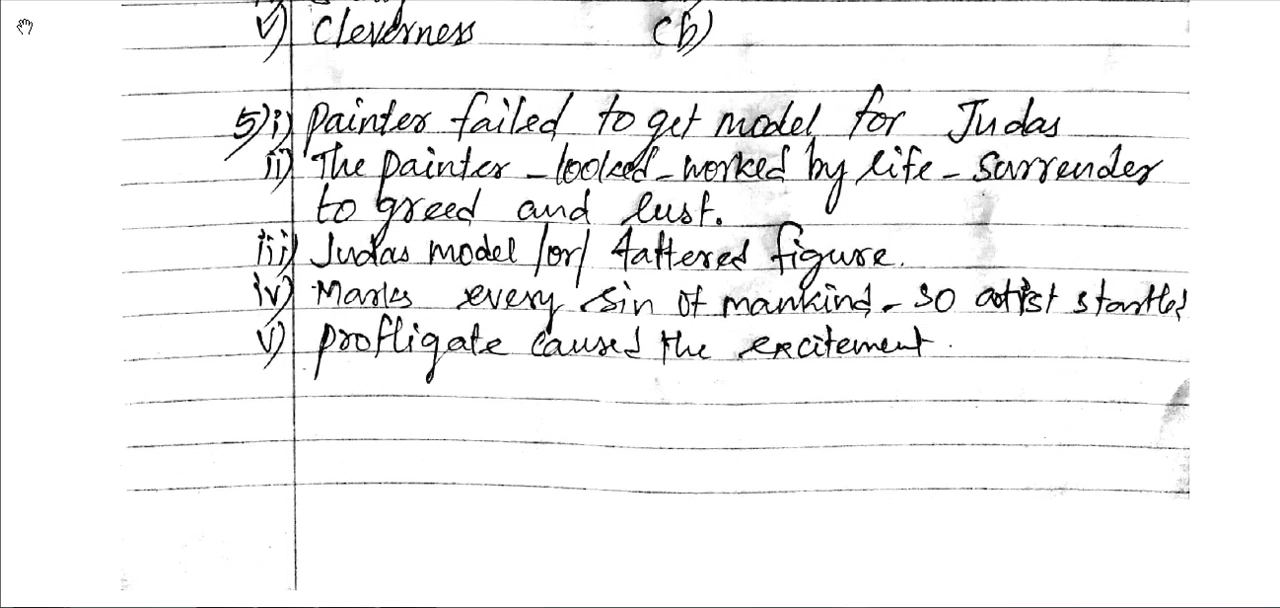 v) Cleverness (b)
5) i) Painter failed to get model for Judas
ii) The painter - looked - worked by life - surrender
to greed and lust.
iii) Judas model /or/ tattered figure.
iv) Marks every sin of mankind - so artist startled
v) profligate caused the excitement.